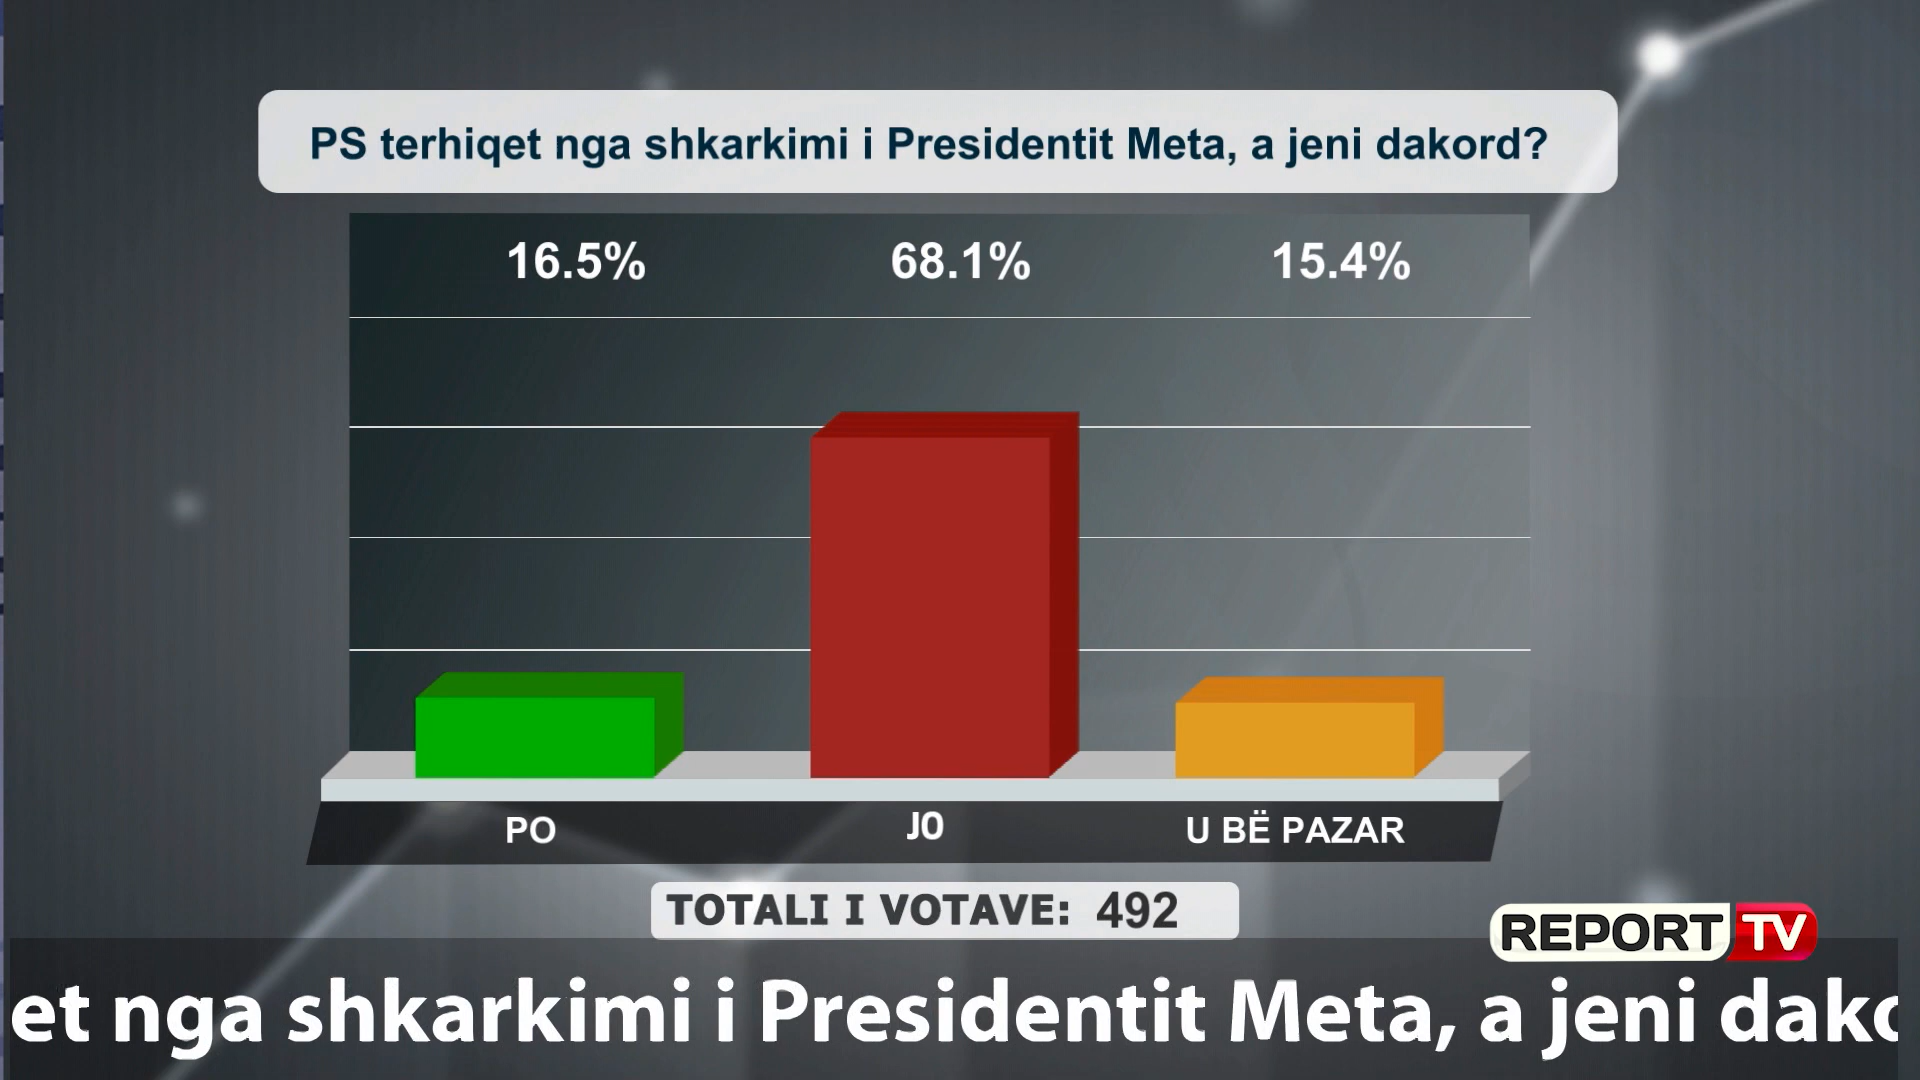 PS terhiqet nga shkarkimi i Presidentit Meta, a jeni dakord?
16.5% 68.1% 15.4%
PO JO U BË PAZAR
TOTALI I VOTAVE: 492
REPORT TV
et nga shkarkimi i Presidentit Meta, a jeni dako